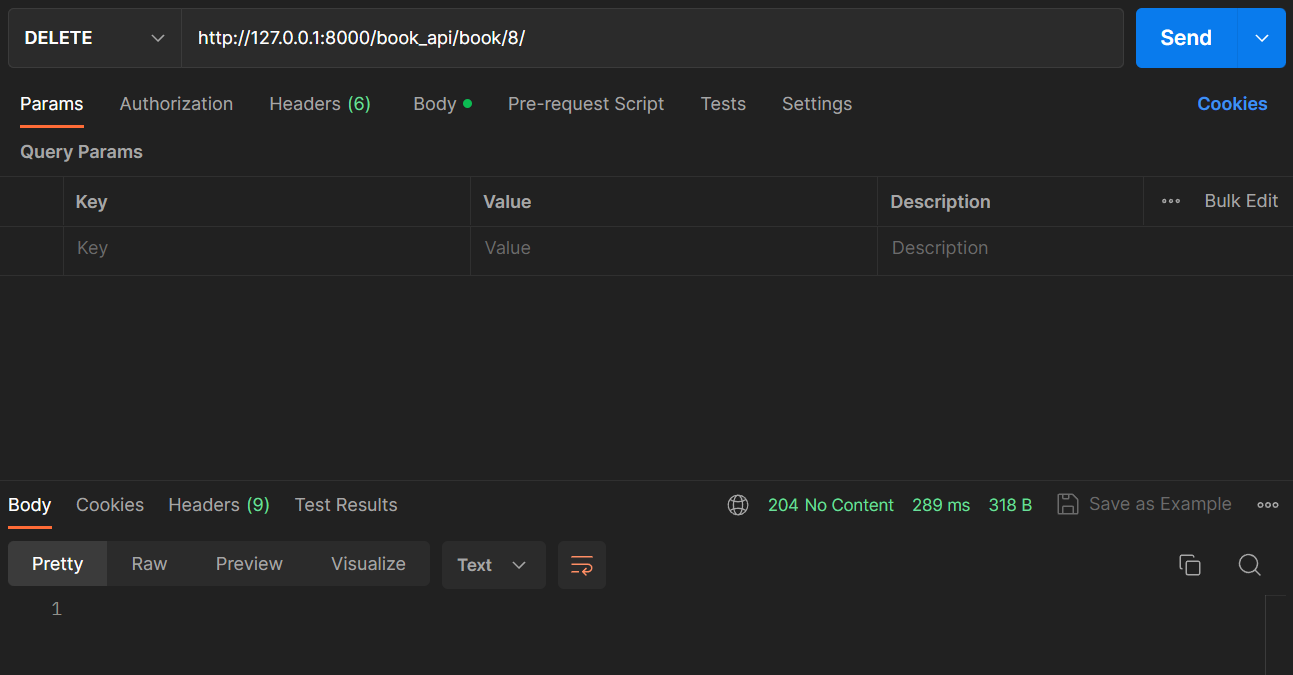 DELETE http://127.0.0.1:8000/book_api/book/8/ Send
Params Authorization Headers (6) Body Pre-request Script Tests Settings Cookies
Query Params
Key Value Description Bulk Edit
Key Value Description
Body Cookies Headers (9) Test Results 204 No Content 289 ms 318 B Save as Example
Pretty Raw Preview Visualize Text
1